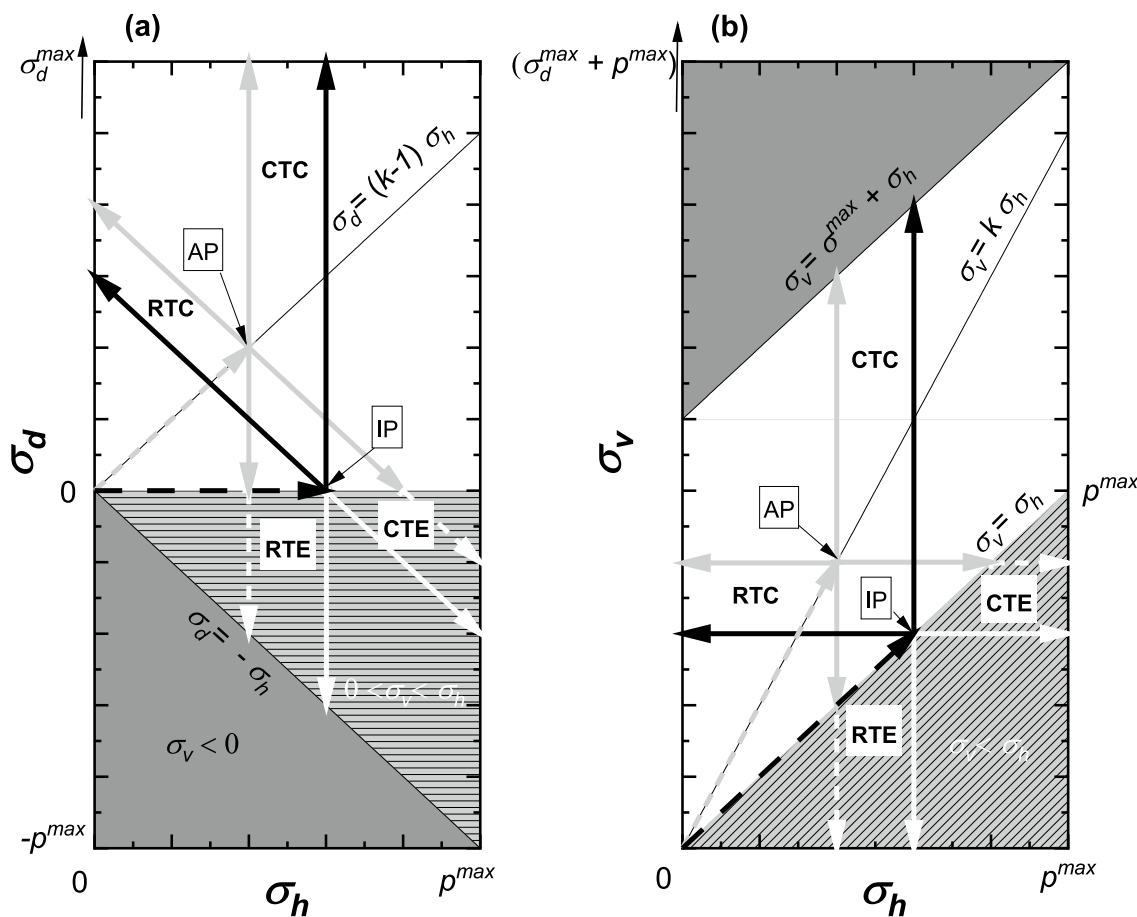 (a)
σ_d^max
CTC
σ_d = (k-1) σ_h
AP
RTC
IP
σ_d
0
CTE
RTE
σ_d = - σ_h
0 < σ_v < σ_h
σ_v < 0
-p^max
0
σ_h
p^max
(b)
(σ_d^max + p^max)
σ_v = σ^max + σ_h
σ_v = k σ_h
CTC
σ_v
p^max
AP
σ_v = σ_h
RTC
IP
CTE
RTE
σ_v < σ_h
0
σ_h
p^max